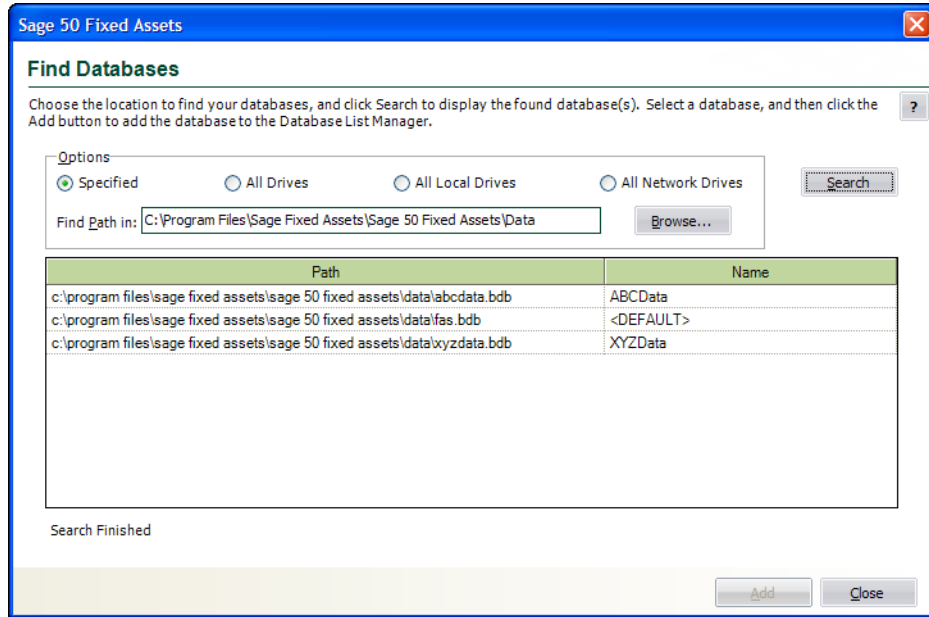 Sage 50 Fixed Assets
Find Databases
Choose the location to find your databases, and click Search to display the found database(s). Select a database, and then click the
Add button to add the database to the Database List Manager.
?
Options
Specified All Drives All Local Drives All Network Drives Search
Find Path in: C:\Program Files\Sage Fixed Assets\Sage 50 Fixed Assets\Data Browse...
Path Name
c:\program files\sage fixed assets\sage 50 fixed assets\data\abcdata.bdb ABCData
c:\program files\sage fixed assets\sage 50 fixed assets\data\fas.bdb <DEFAULT>
c:\program files\sage fixed assets\sage 50 fixed assets\data\xyzdata.bdb XYZData
Search Finished
Add Close